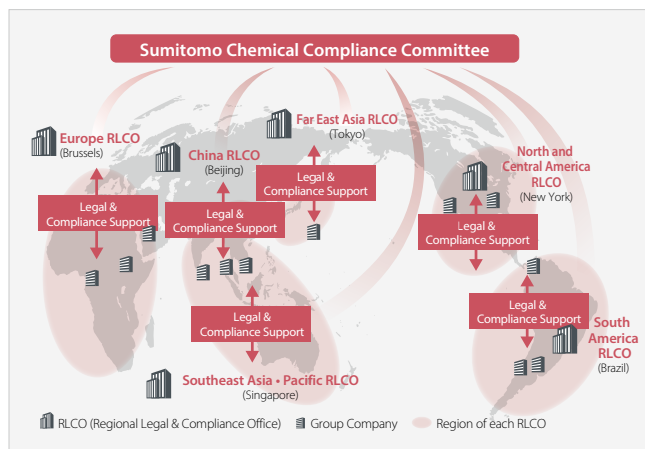 Sumitomo Chemical Compliance Committee
Europe RLCO
(Brussels)
China RLCO
(Beijing)
Far East Asia RLCO
(Tokyo)
North and
Central America
RLCO
(New York)
Legal &
Compliance Support
Legal &
Compliance Support
Legal &
Compliance Support
Legal &
Compliance Support
Legal &
Compliance Support
Legal &
Compliance Support
South
America
RLCO
(Brazil)
Southeast Asia • Pacific RLCO
(Singapore)
RLCO (Regional Legal & Compliance Office)
Group Company
Region of each RLCO